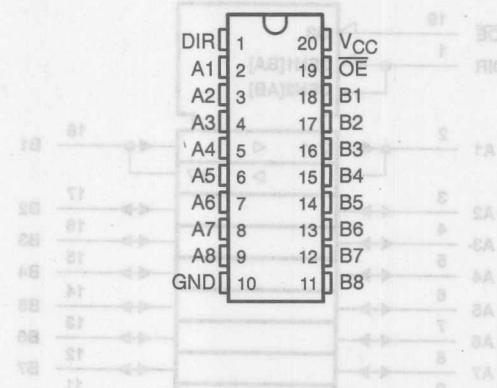 DIR 1 20 VCC
A1 2 19 OE
A2 3 18 B1
A3 4 17 B2
A4 5 16 B3
A5 6 15 B4
A6 7 14 B5
A7 8 13 B6
A8 9 12 B7
GND 10 11 B8